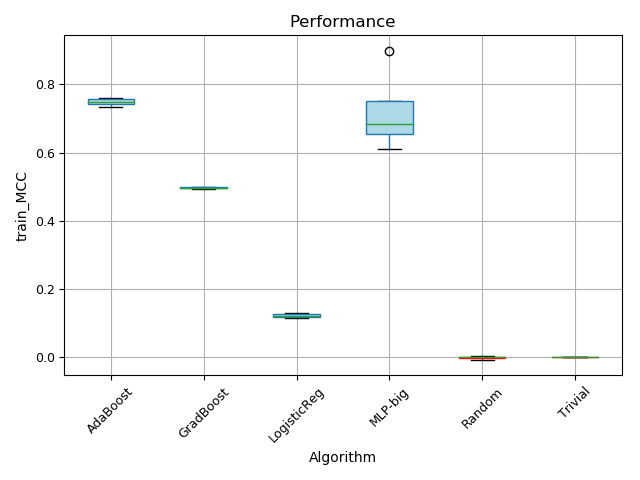 Performance
train_MCC
0.8
0.6
0.4
0.2
0.0
AdaBoost
GradBoost
LogisticReg
MLP-big
Random
Trivial
Algorithm